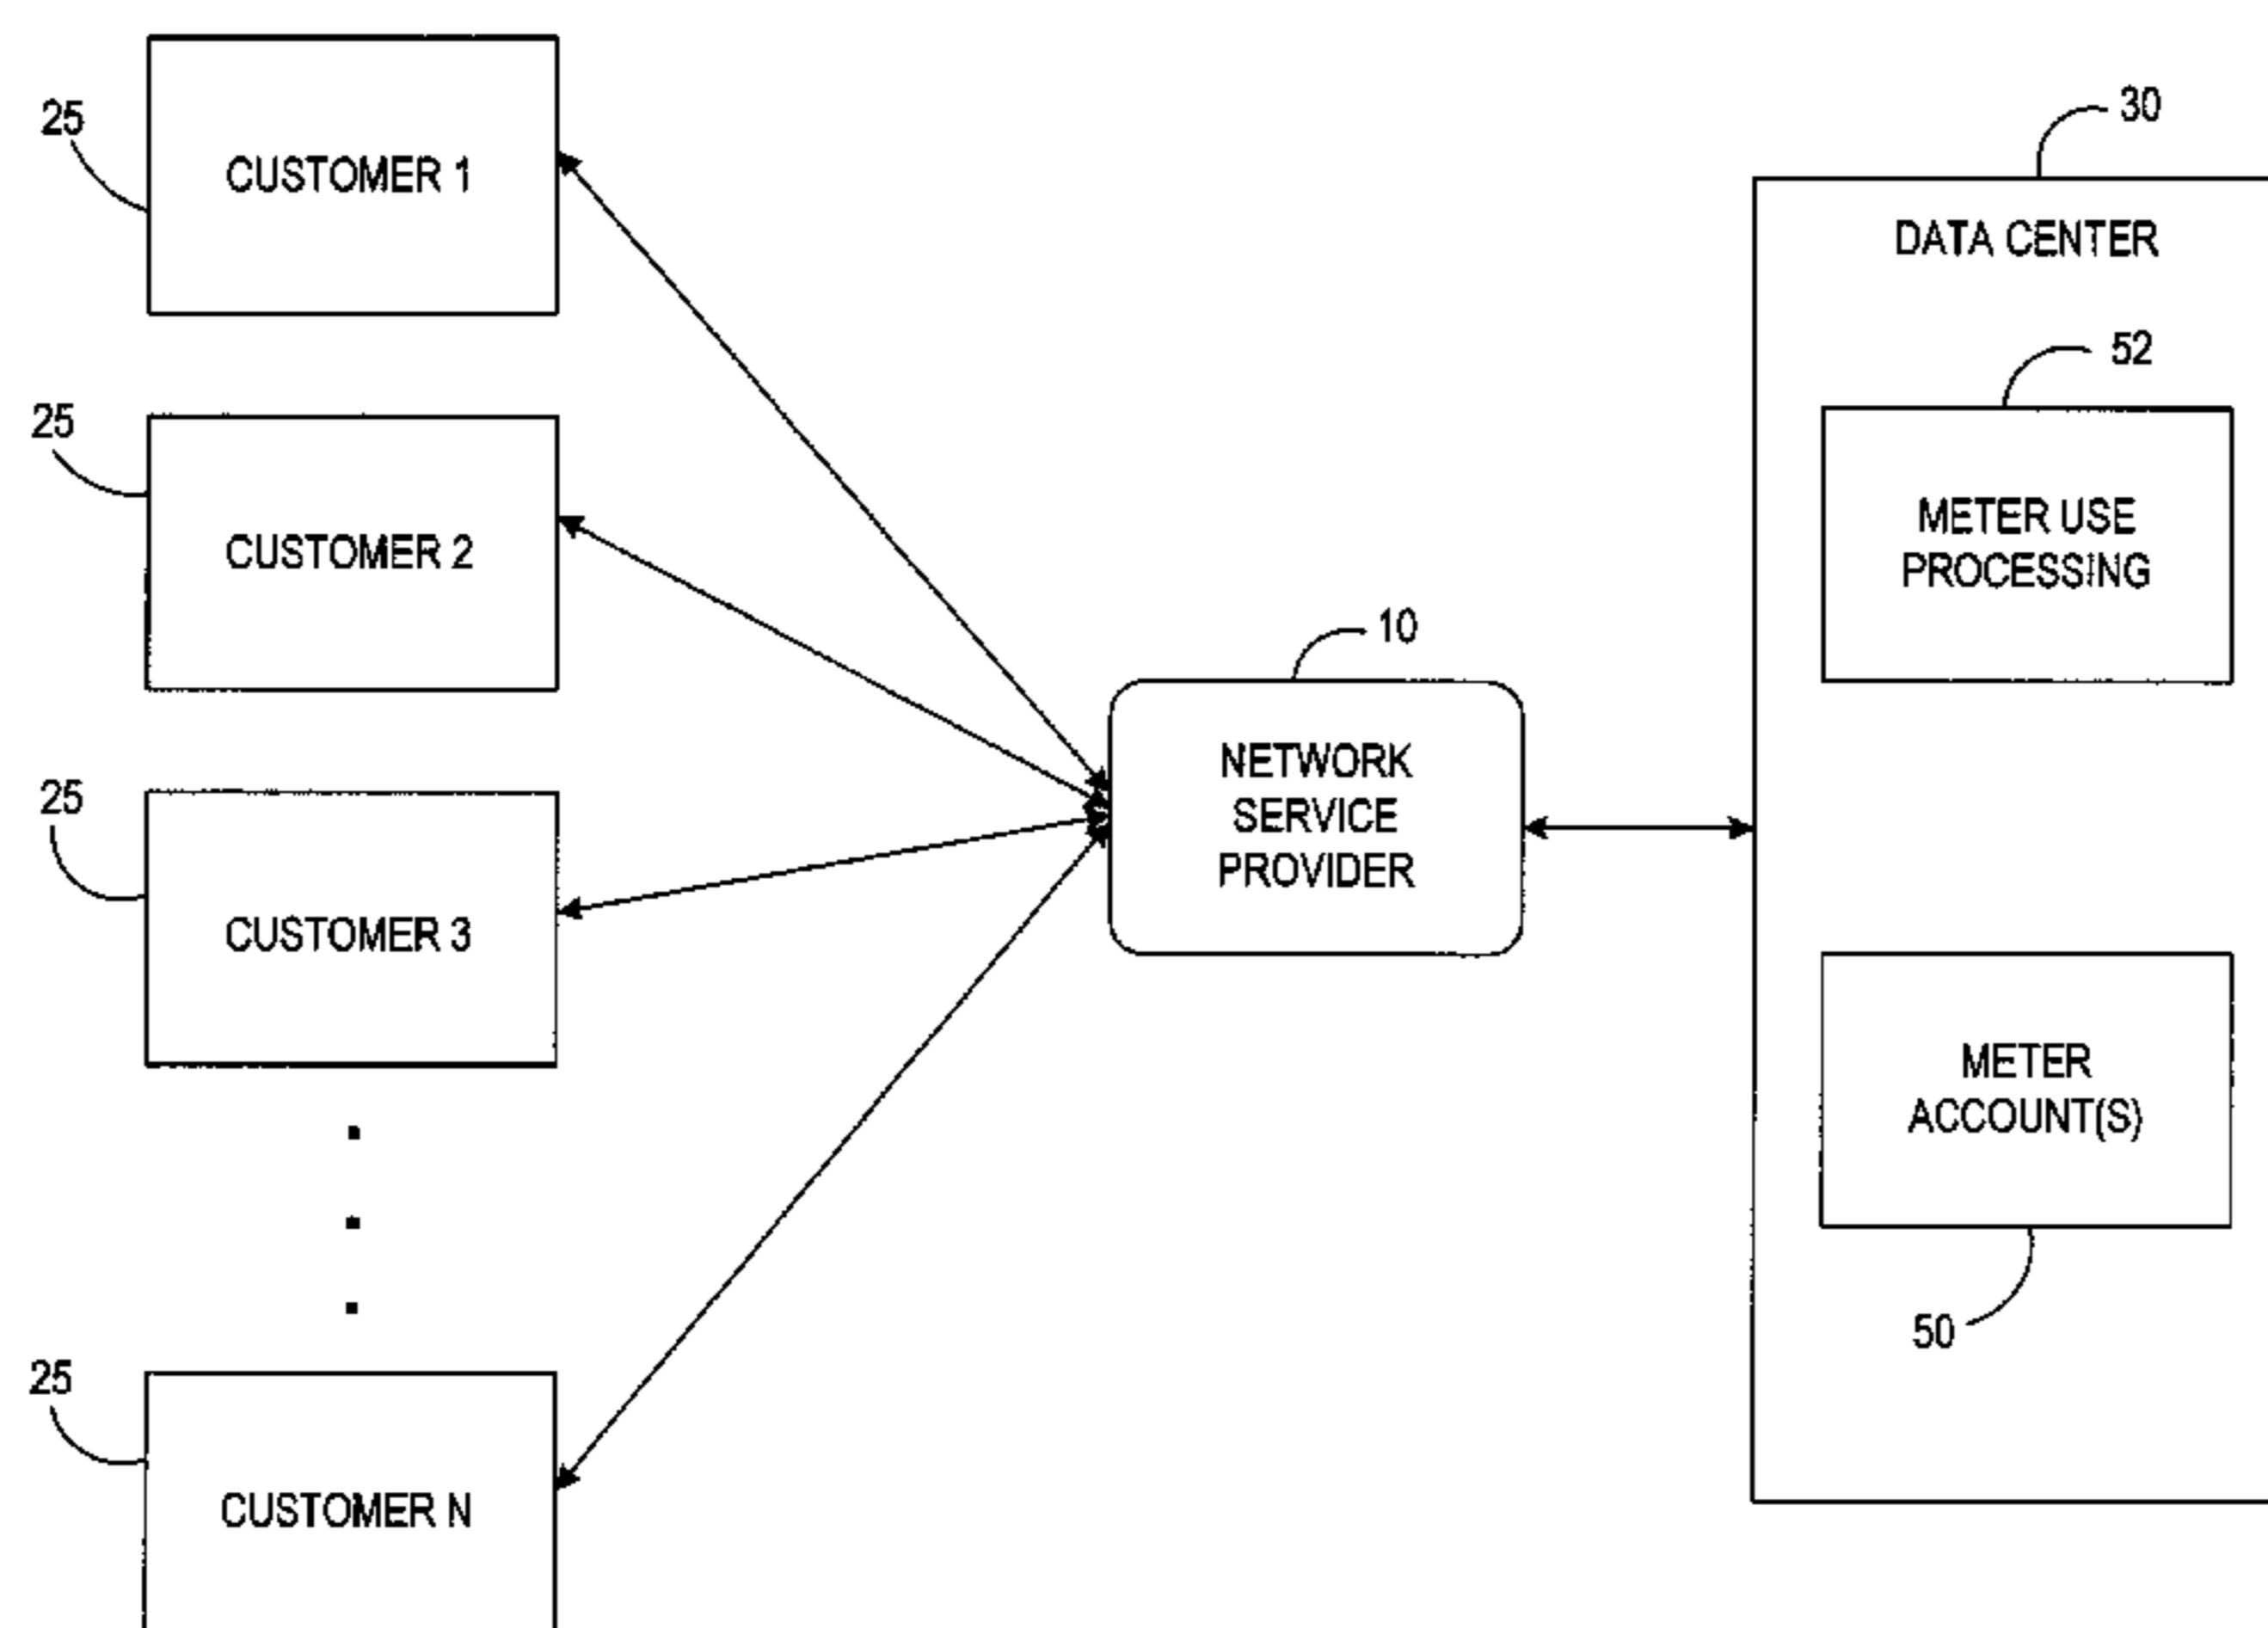 25
CUSTOMER 1
25
CUSTOMER 2
25
CUSTOMER 3
25
CUSTOMER N
10
NETWORK
SERVICE
PROVIDER
30
DATA CENTER
52
METER USE
PROCESSING
METER
ACCOUNT(S)
50